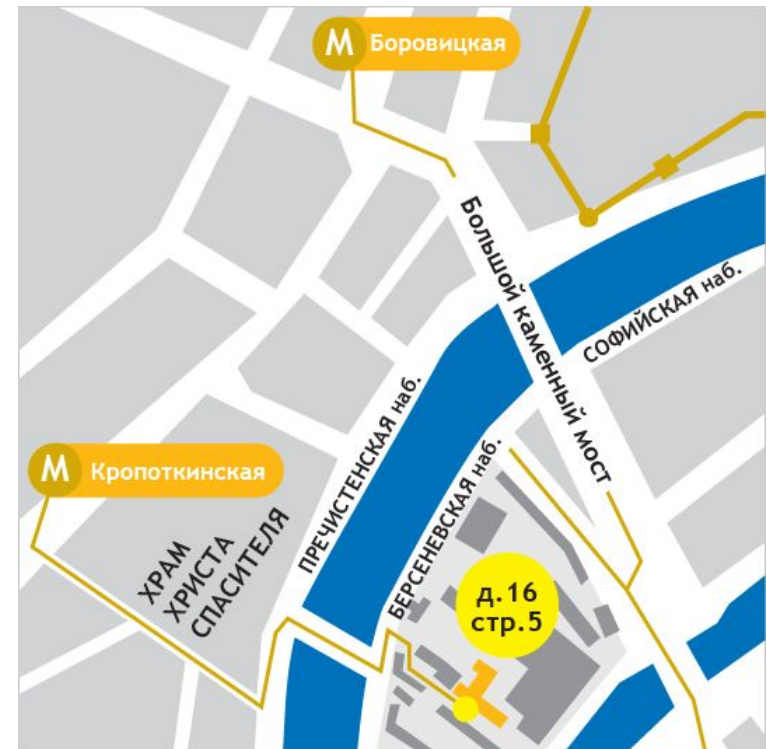 М Боровицкая
Большой каменный мост
СОФИЙСКАЯ наб.
ПРЕЧИСТЕНСКАЯ наб.
БЕРСЕНЕВСКАЯ наб.
М Кропоткинская
ХРАМ
ХРИСТА
СПАСИТЕЛЯ
д.16
стр.5